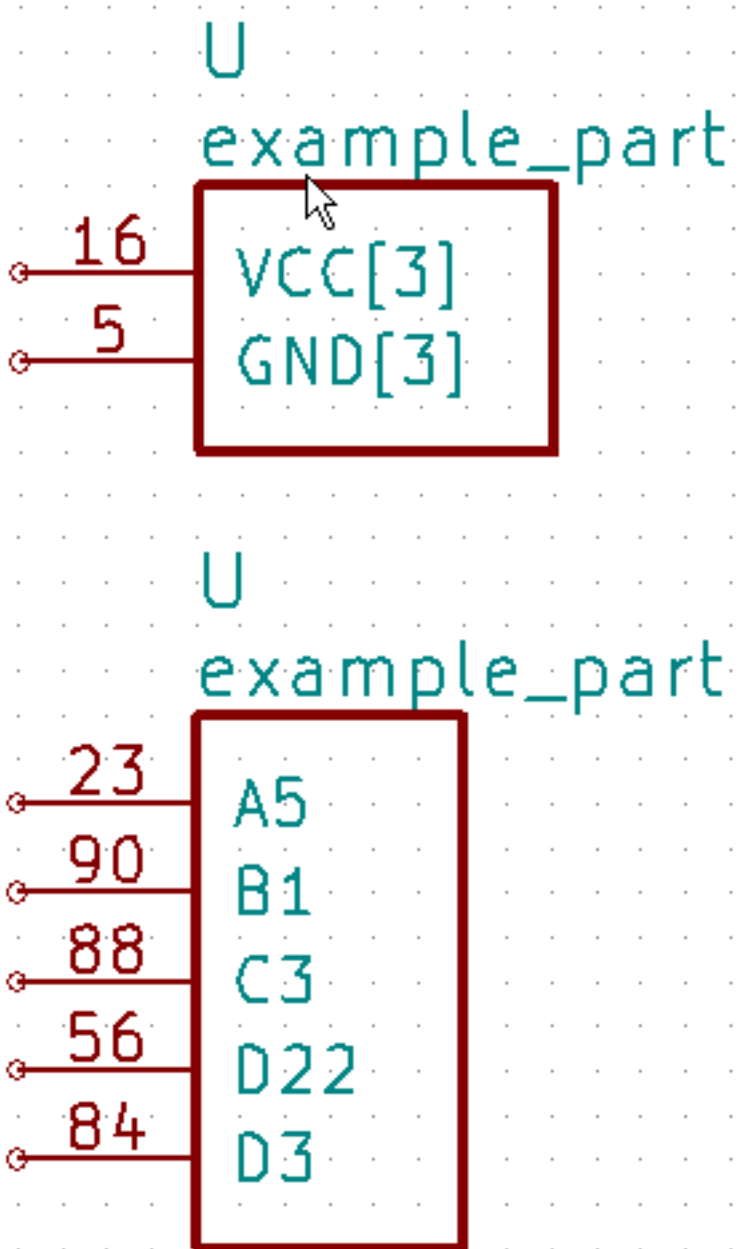 U
example_part
16 VCC[3]
5 GND[3]
U
example_part
23 A5
90 B1
88 C3
56 D22
84 D3